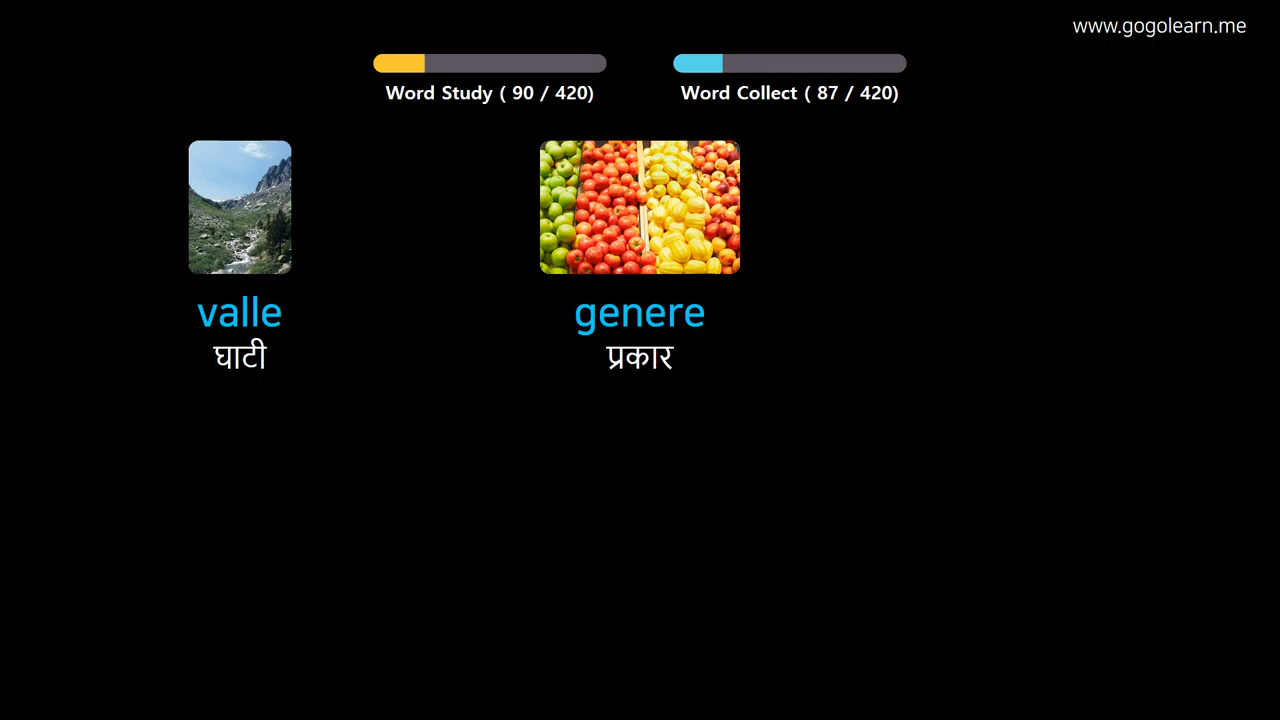 www.gogolearn.me
Word Study ( 90 / 420)
Word Collect ( 87 / 420)
valle
घाटी
genere
प्रकार